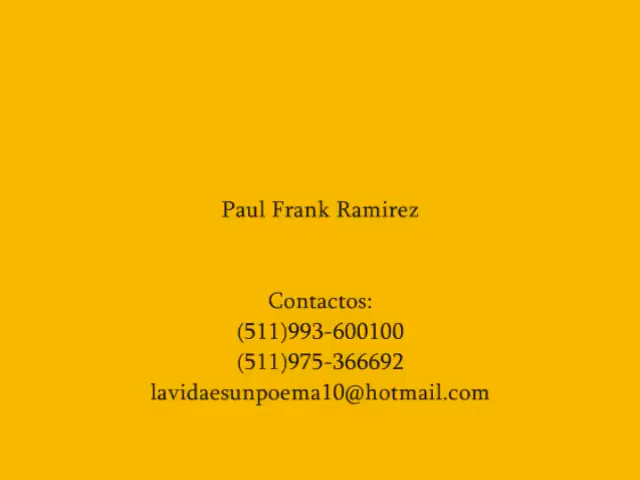 Paul Frank Ramirez
Contactos:
(511)993-600100
(511)975-366692
lavidaesunpoema10@hotmail.com